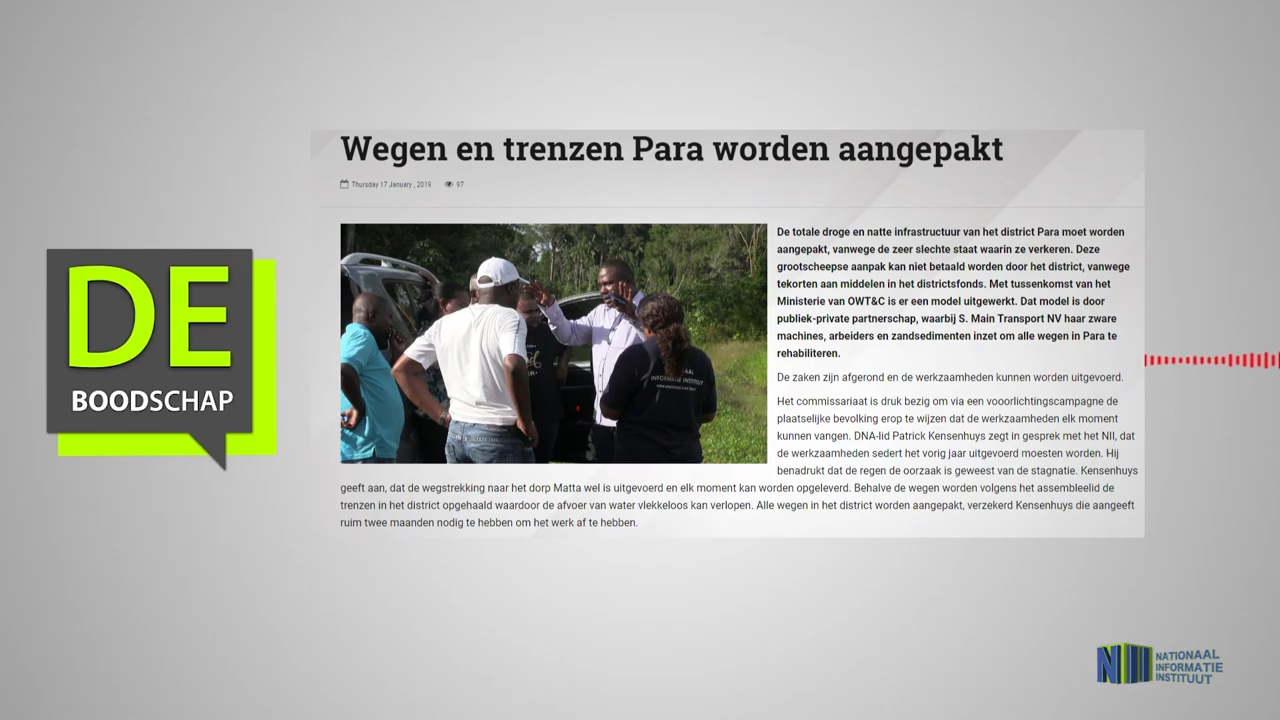 Wegen en trenzen Para worden aangepakt
Thursday 17 January , 2019 97
De totale droge en natte infrastructuur van het district Para moet worden
aangepakt, vanwege de zeer slechte staat waarin ze verkeren. Deze
grootscheepse aanpak kan niet betaald worden door het district, vanwege
tekorten aan middelen in het districtsfonds. Met tussenkomst van het
Ministerie van OWT&C is er een model uitgewerkt. Dat model is door
publiek-private partnerschap, waarbij S. Main Transport NV haar zware
machines, arbeiders en zandsedimenten inzet om alle wegen in Para te
rehabiliteren.
De zaken zijn afgerond en de werkzaamheden kunnen worden uitgevoerd.
Het commissariaat is druk bezig om via een vooorlichtingscampagne de
plaatselijke bevolking erop te wijzen dat de werkzaamheden elk moment
kunnen vangen. DNA-lid Patrick Kensenhuys zegt in gesprek met het NII, dat
de werkzaamheden sedert het vorig jaar uitgevoerd moesten worden. Hij
benadrukt dat de regen de oorzaak is geweest van de stagnatie. Kensenhuys
geeft aan, dat de wegstrekking naar het dorp Matta wel is uitgevoerd en elk moment kan worden opgeleverd. Behalve de wegen worden volgens het assembleelid de
trenzen in het district opgehaald waardoor de afvoer van water vlekkeloos kan verlopen. Alle wegen in het district worden aangepakt, verzekerd Kensenhuys die aangeeft
ruim twee maanden nodig te hebben om het werk af te hebben.
DE
BOODSCHAP
INFORMATIE INSTITUUT
NII
NATIONAAL
INFORMATIE
INSTITUUT